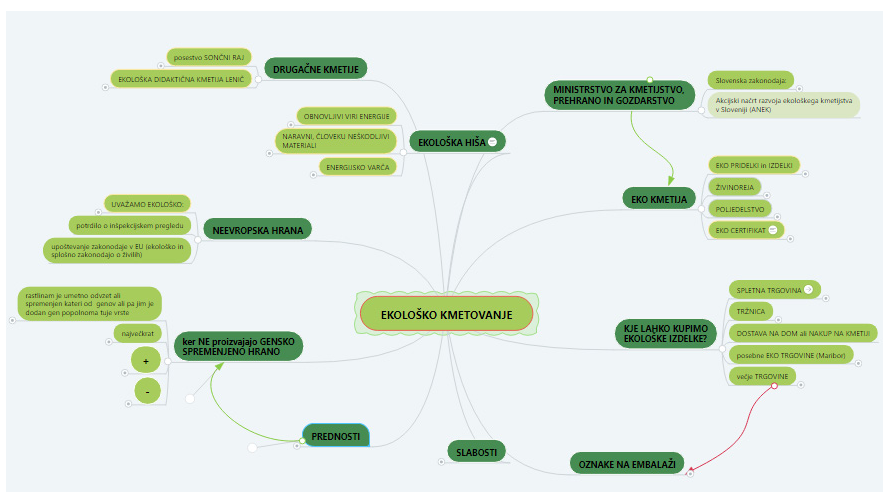 posestvo SONČNI RAJ
EKOLOŠKA DIDAKTIČNA KMETIJA LENIČ
DRUGAČNE KMETIJE
OBNOVLJIVI VIRI ENERGIJE
NARAVNI, ČLOVEKU NEŠKODLJIVI
MATERIALI
ENERGIJSKO VARČA
EKOLOŠKA HIŠA
UVAŽAMO EKOLOŠKO:
potrdilo o inšpekcijskem pregledu
upoštevanje zakonodaje v EU (ekološko in
splošno zakonodajo o živilih)
NEEVROPSKA HRANA
rastlinam je umetno odvzet ali
spremenjen kateri od genov ali pa jim je
dodan gen popolnoma tuje vrste
največkrat
+
-
ker NE proizvajajo GENSKO
SPREMENJENO HRANO
PREDNOSTI
EKOLOŠKO KMETOVANJE
MINISTRSTVO ZA KMETIJSTVO,
PREHRANO IN GOZDARSTVO
Slovenska zakonodaja:
Akcijski načrt razvoja ekološkega kmetijstva
v Sloveniji (ANEK)
EKO KMETIJA
EKO PRIDELKI in IZDELKI
ŽIVINOREJA
POLJEDELSTVO
EKO CERTIFIKAT
KJE LAHKO KUPIMO
EKOLOŠKE IZDELKE?
SPLETNA TRGOVINA
TRŽNICA
DOSTAVA NA DOM ali NAKUP NA KMETIJI
posebne EKO TRGOVINE (Maribor)
večje TRGOVINE
SLABOSTI
OZNAKE NA EMBALAŽI